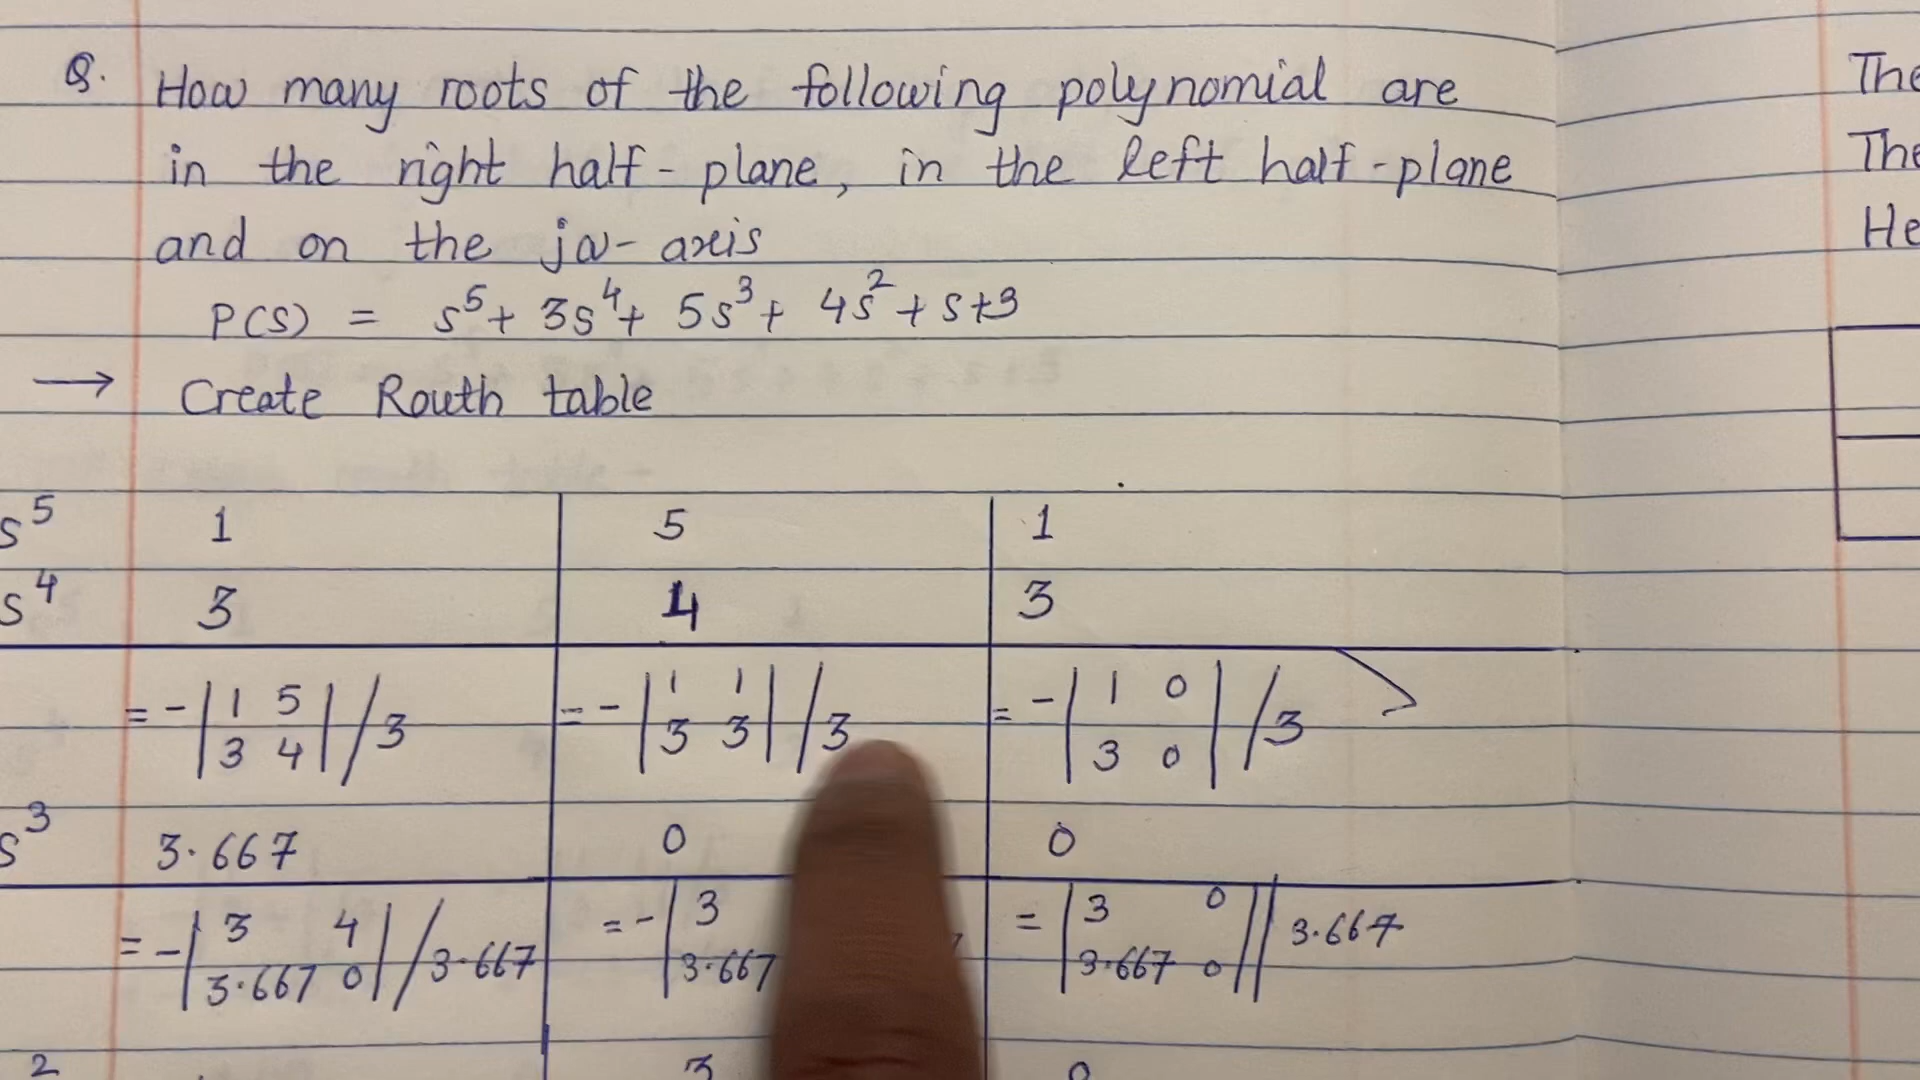 Q. How many roots of the following polynomial are
in the right half-plane, in the left half-plane
and on the jω-axis
P(S) = s⁵+ 3s⁴+ 5s³+ 4s²+s+3
→ Create Routh table
s⁵ 1 5 1
s⁴ 3 4 3
= -| 1 5 | / 3 = -| 1 1 | / 3 = -| 1 0 | / 3
3 4 3 3 3 0
s³ 3.667 0 0
= -| 3 4 | / 3.667 = -| 3 = | 3 0 || 3.667
3.667 0 3.667 3.667 0
2 3 0
The
The
He